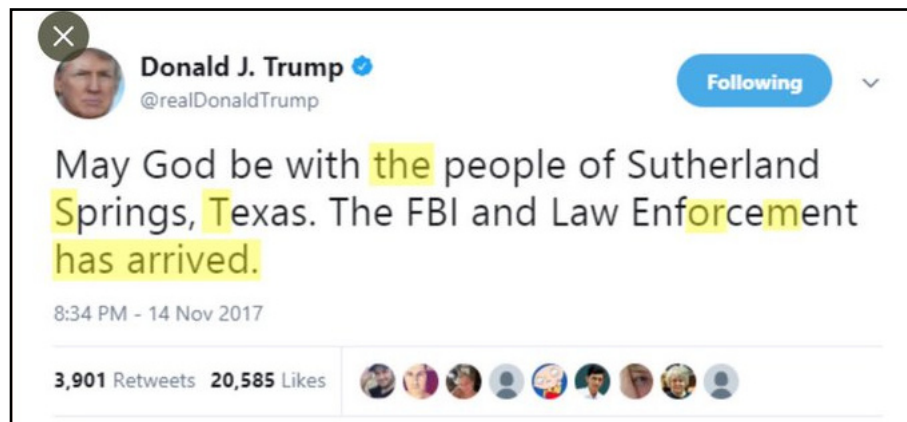 Donald J. Trump
@realDonaldTrump
Following
May God be with the people of Sutherland
Springs, Texas. The FBI and Law Enforcement
has arrived.
8:34 PM - 14 Nov 2017
3,901 Retweets 20,585 Likes